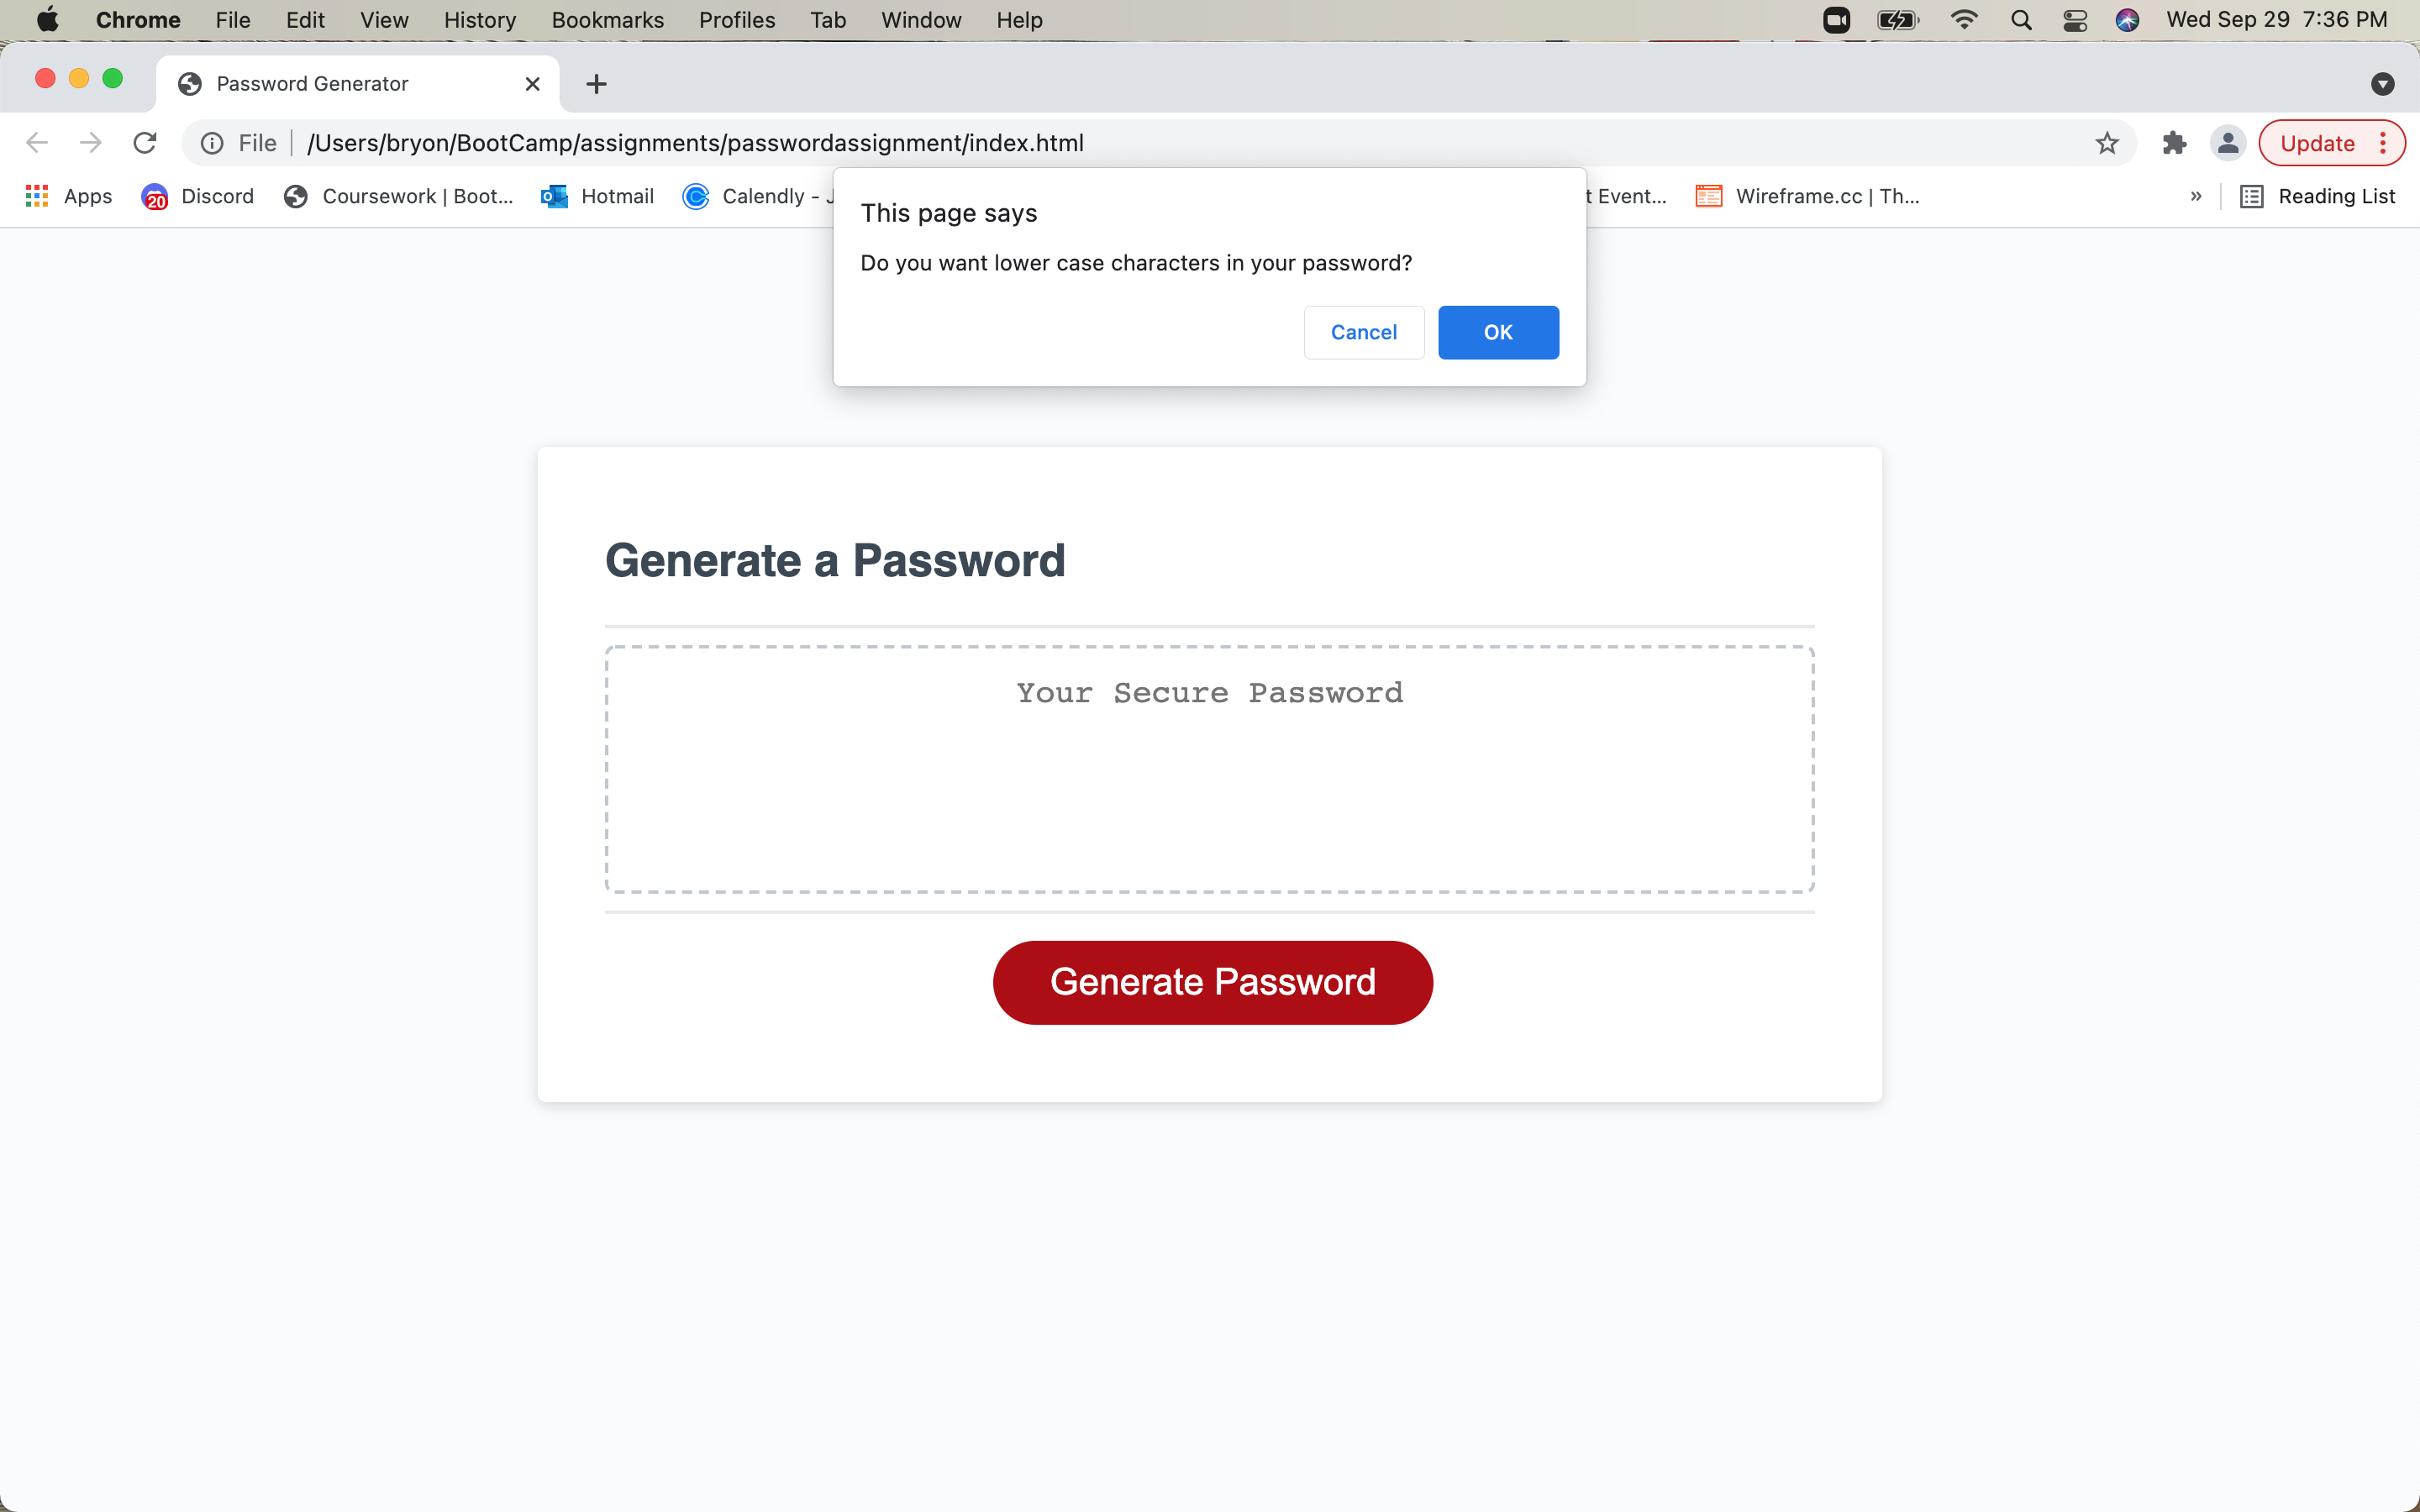 Chrome File Edit View History Bookmarks Profiles Tab Window Help Wed Sep 29 7:36 PM
Password Generator
File /Users/bryon/BootCamp/assignments/passwordassignment/index.html Update
Apps 20 Discord Coursework | Boot... Hotmail Calendly - J t Event... Wireframe.cc | Th... » Reading List
This page says
Do you want lower case characters in your password?
Cancel OK
Generate a Password
Your Secure Password
Generate Password